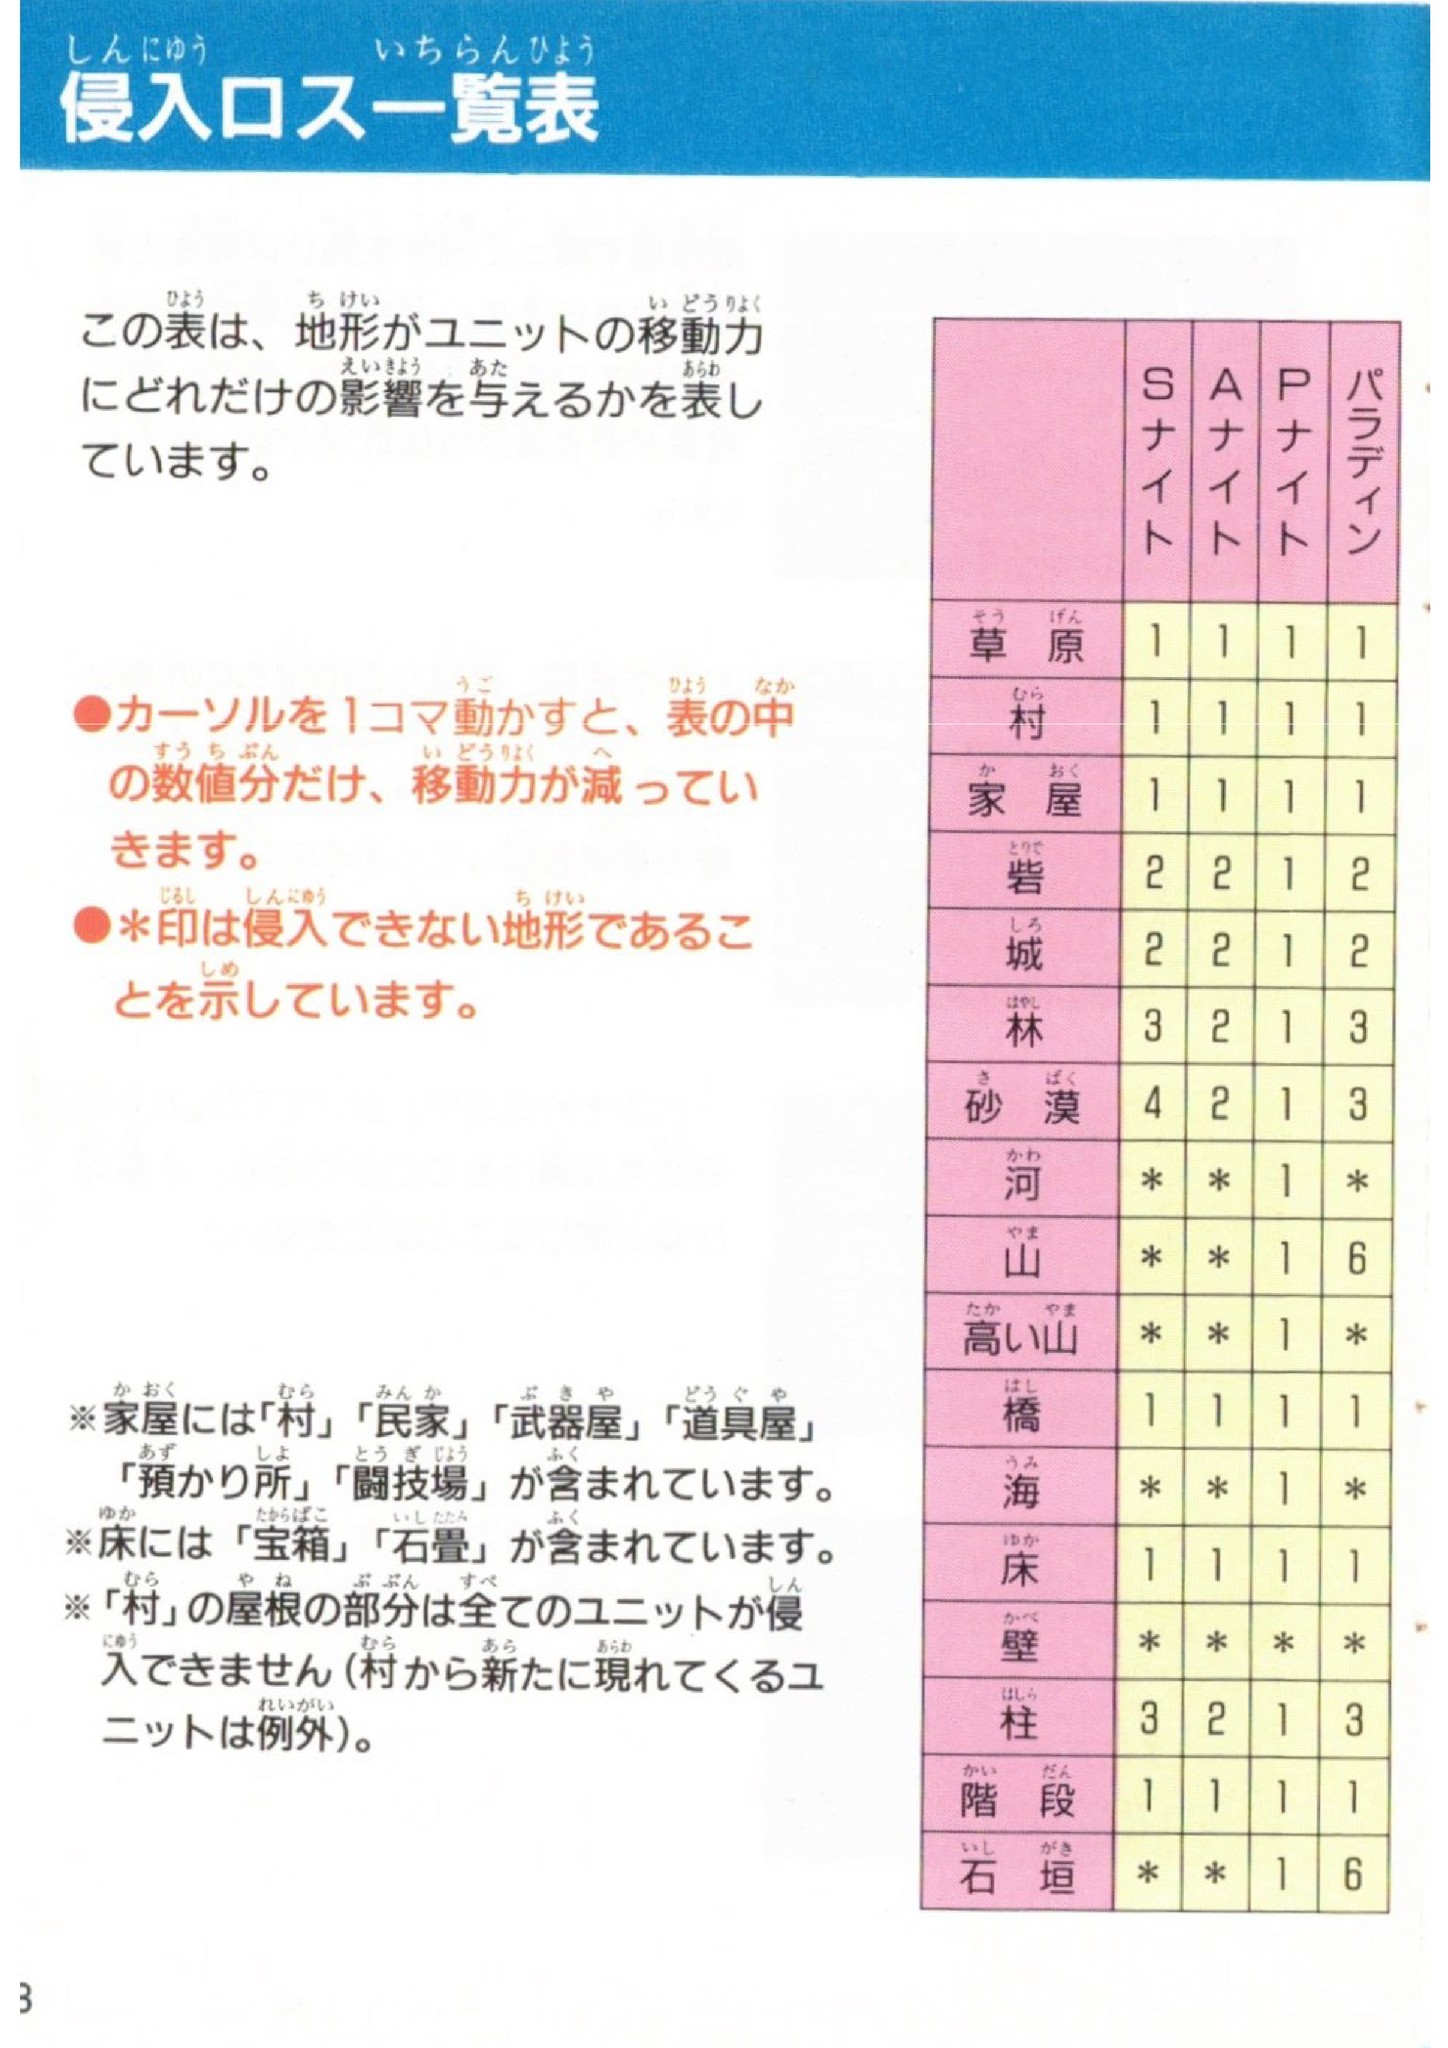 侵入ロス一覧表
この表は、地形がユニットの移動力
にどれだけの影響を与えるかを表し
ています。
●カーソルを1コマ動かすと、表の中
の数値分だけ、移動力が減ってい
きます。
●＊印は侵入できない地形であるこ
とを示しています。
※家屋には「村」「民家」「武器屋」「道具屋」
「預かり所」「闘技場」が含まれています。
※床には「宝箱」「石畳」が含まれています。
※「村」の屋根の部分は全てのユニットが侵
入できません(村から新たに現れてくるユ
ニットは例外)。
Sナイト Aナイト Pナイト パラディン
草原 1 1 1 1
村 1 1 1 1
家屋 1 1 1 1
砦 2 2 1 2
城 2 2 1 2
林 3 2 1 3
砂漠 4 2 1 3
河 ＊ ＊ 1 ＊
山 ＊ ＊ 1 6
高い山 ＊ ＊ 1 ＊
橋 1 1 1 1
海 ＊ ＊ 1 ＊
床 1 1 1 1
壁 ＊ ＊ ＊ ＊
柱 3 2 1 3
階段 1 1 1 1
石垣 ＊ ＊ 1 6